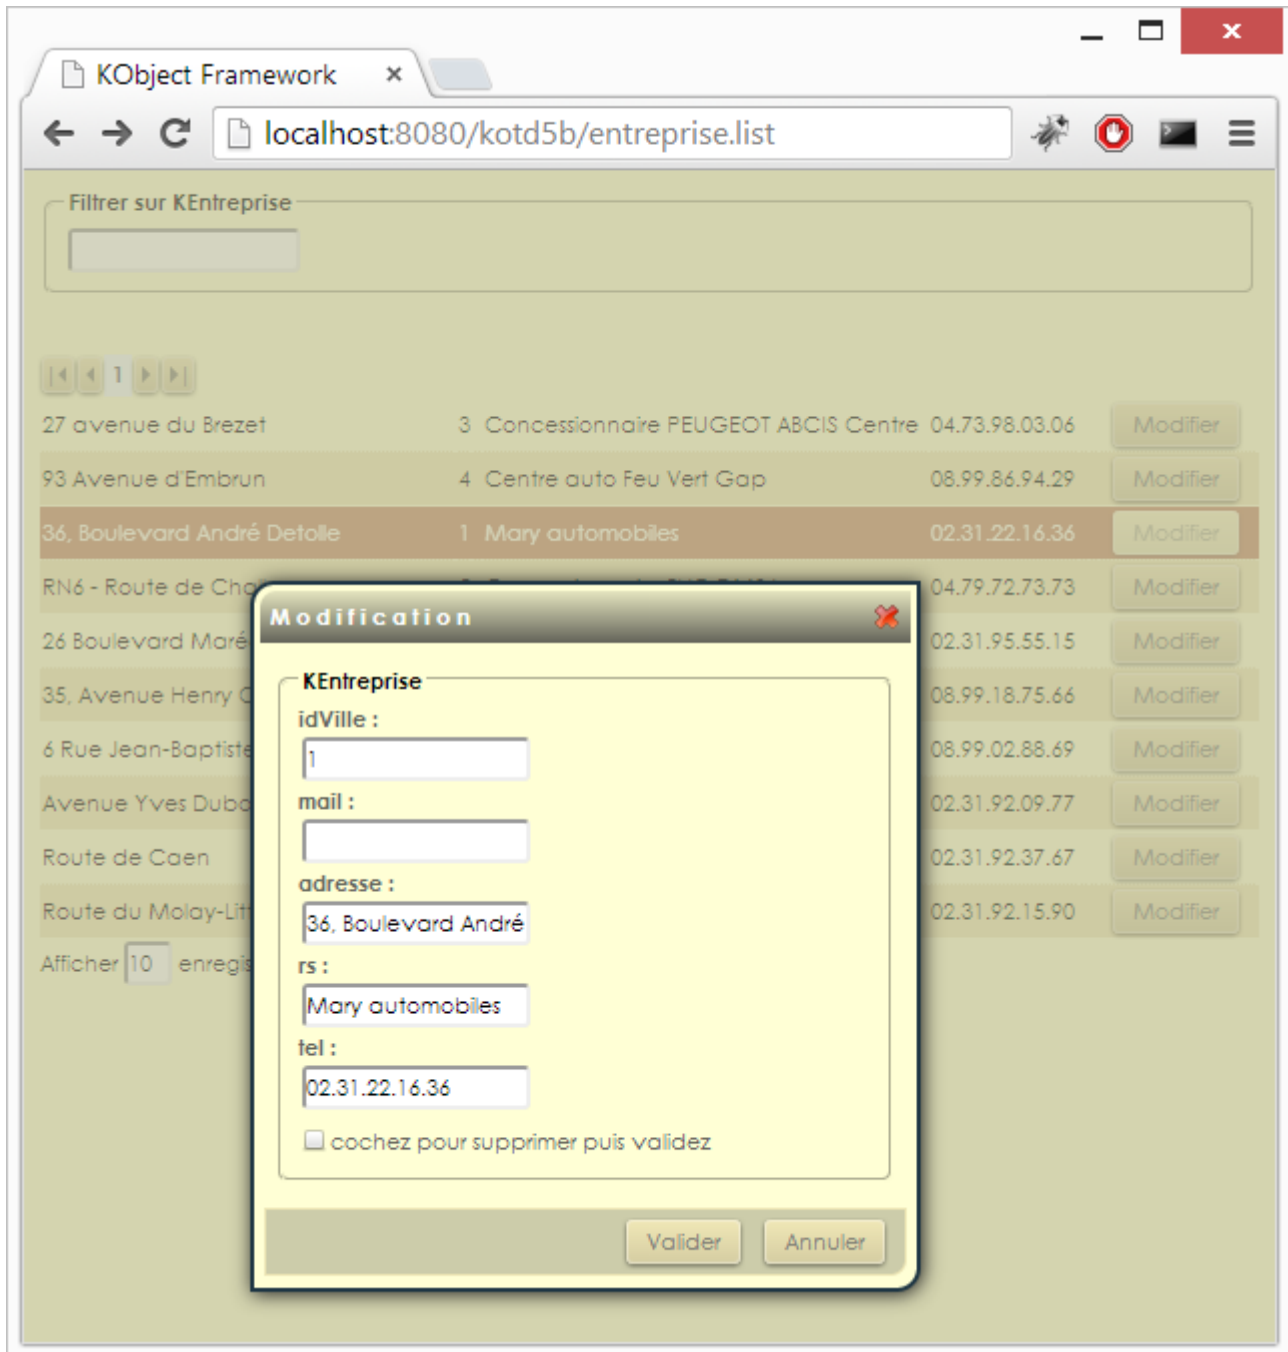 KObject Framework
localhost:8080/kotd5b/entreprise.list
Filtrer sur KEntreprise
1
27 avenue du Brezet 3 Concessionnaire PEUGEOT ABCIS Centre 04.73.98.03.06 Modifier
93 Avenue d'Embrun 4 Centre auto Feu Vert Gap 08.99.86.94.29 Modifier
36, Boulevard André Detolle 1 Mary automobiles 02.31.22.16.36 Modifier
RN6 - Route de Cha 04.79.72.73.73 Modifier
26 Boulevard Maré 02.31.95.55.15 Modifier
35, Avenue Henry 08.99.18.75.66 Modifier
6 Rue Jean-Baptiste 08.99.02.88.69 Modifier
Avenue Yves Dubo 02.31.92.09.77 Modifier
Route de Caen 02.31.92.37.67 Modifier
Route du Molay-Litt 02.31.92.15.90 Modifier
Afficher 10 enregis
Modification
KEntreprise
idVille :
1
mail :
adresse :
36, Boulevard André
rs :
Mary automobiles
tel :
02.31.22.16.36
cochez pour supprimer puis validez
Valider Annuler